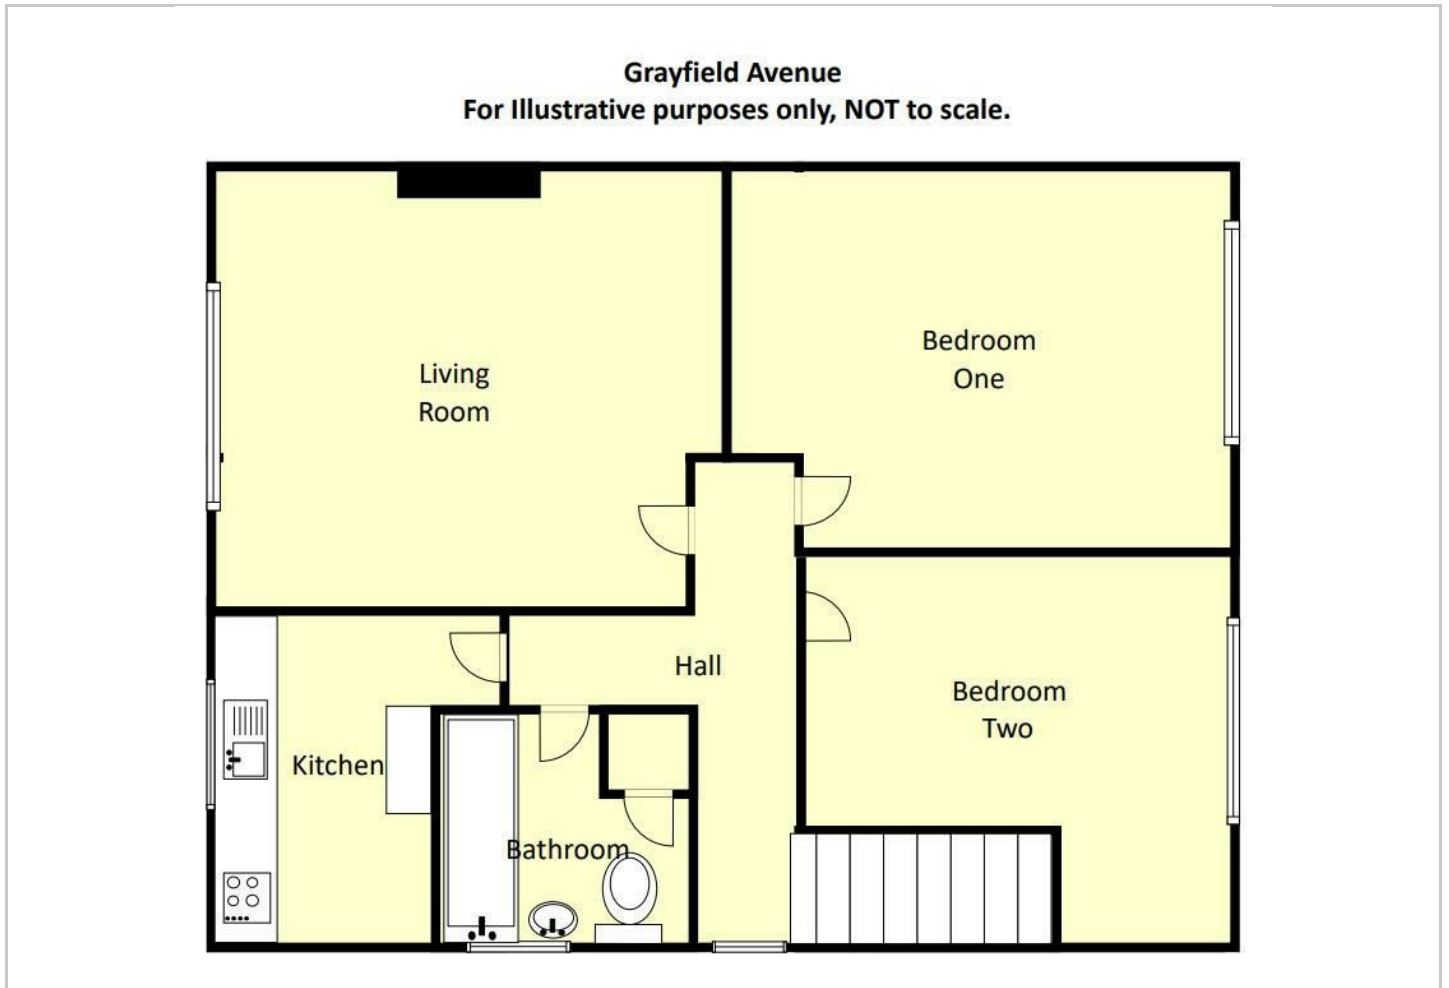 Grayfield Avenue
For Illustrative purposes only, NOT to scale.
Living
Room
Bedroom
One
Hall
Bedroom
Two
Kitchen
Bathroom